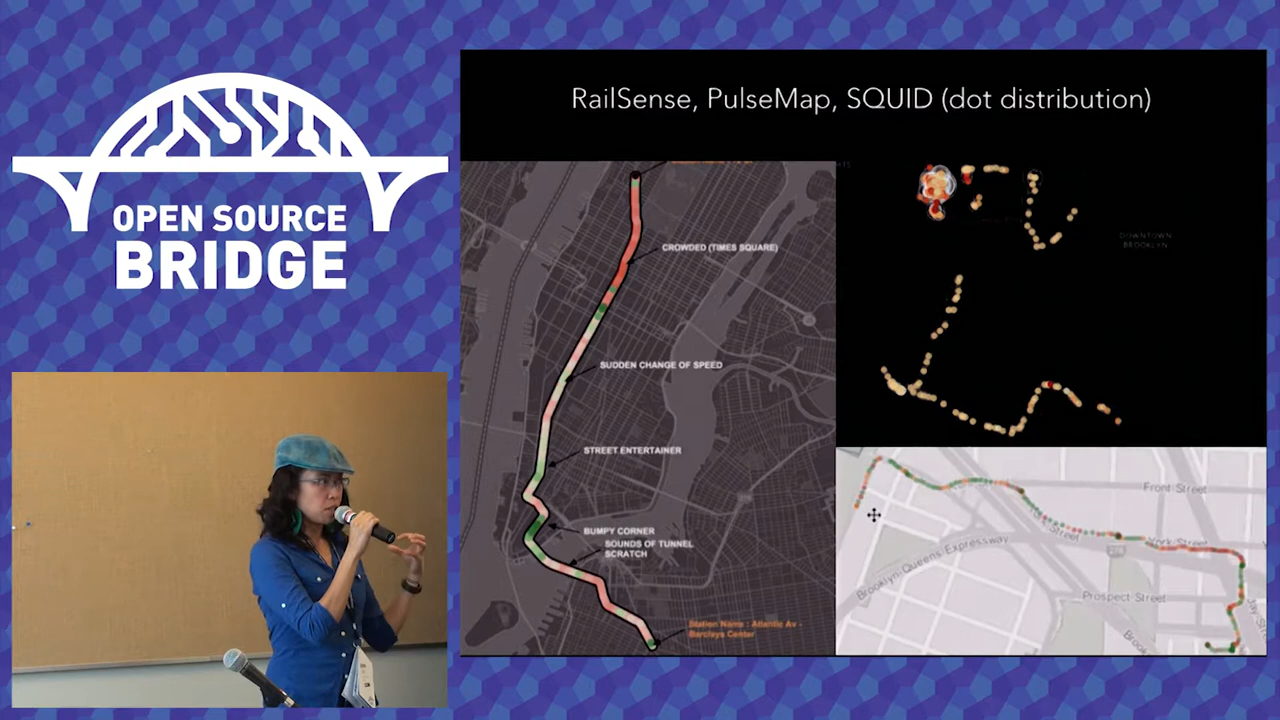 OPEN SOURCE
BRIDGE
RailSense, PulseMap, SQUID (dot distribution)
CROWDED (TIMES SQUARE)
SUDDEN CHANGE OF SPEED
STREET ENTERTAINER
BUMPY CORNER
SOUNDS OF TUNNEL
SCRATCH
Station Name : Atlantic Av -
Barclays Center
DOWNTOWN
BROOKLYN
Front Street
Street
York Street
Brooklyn-Queens Expressway
Prospect Street